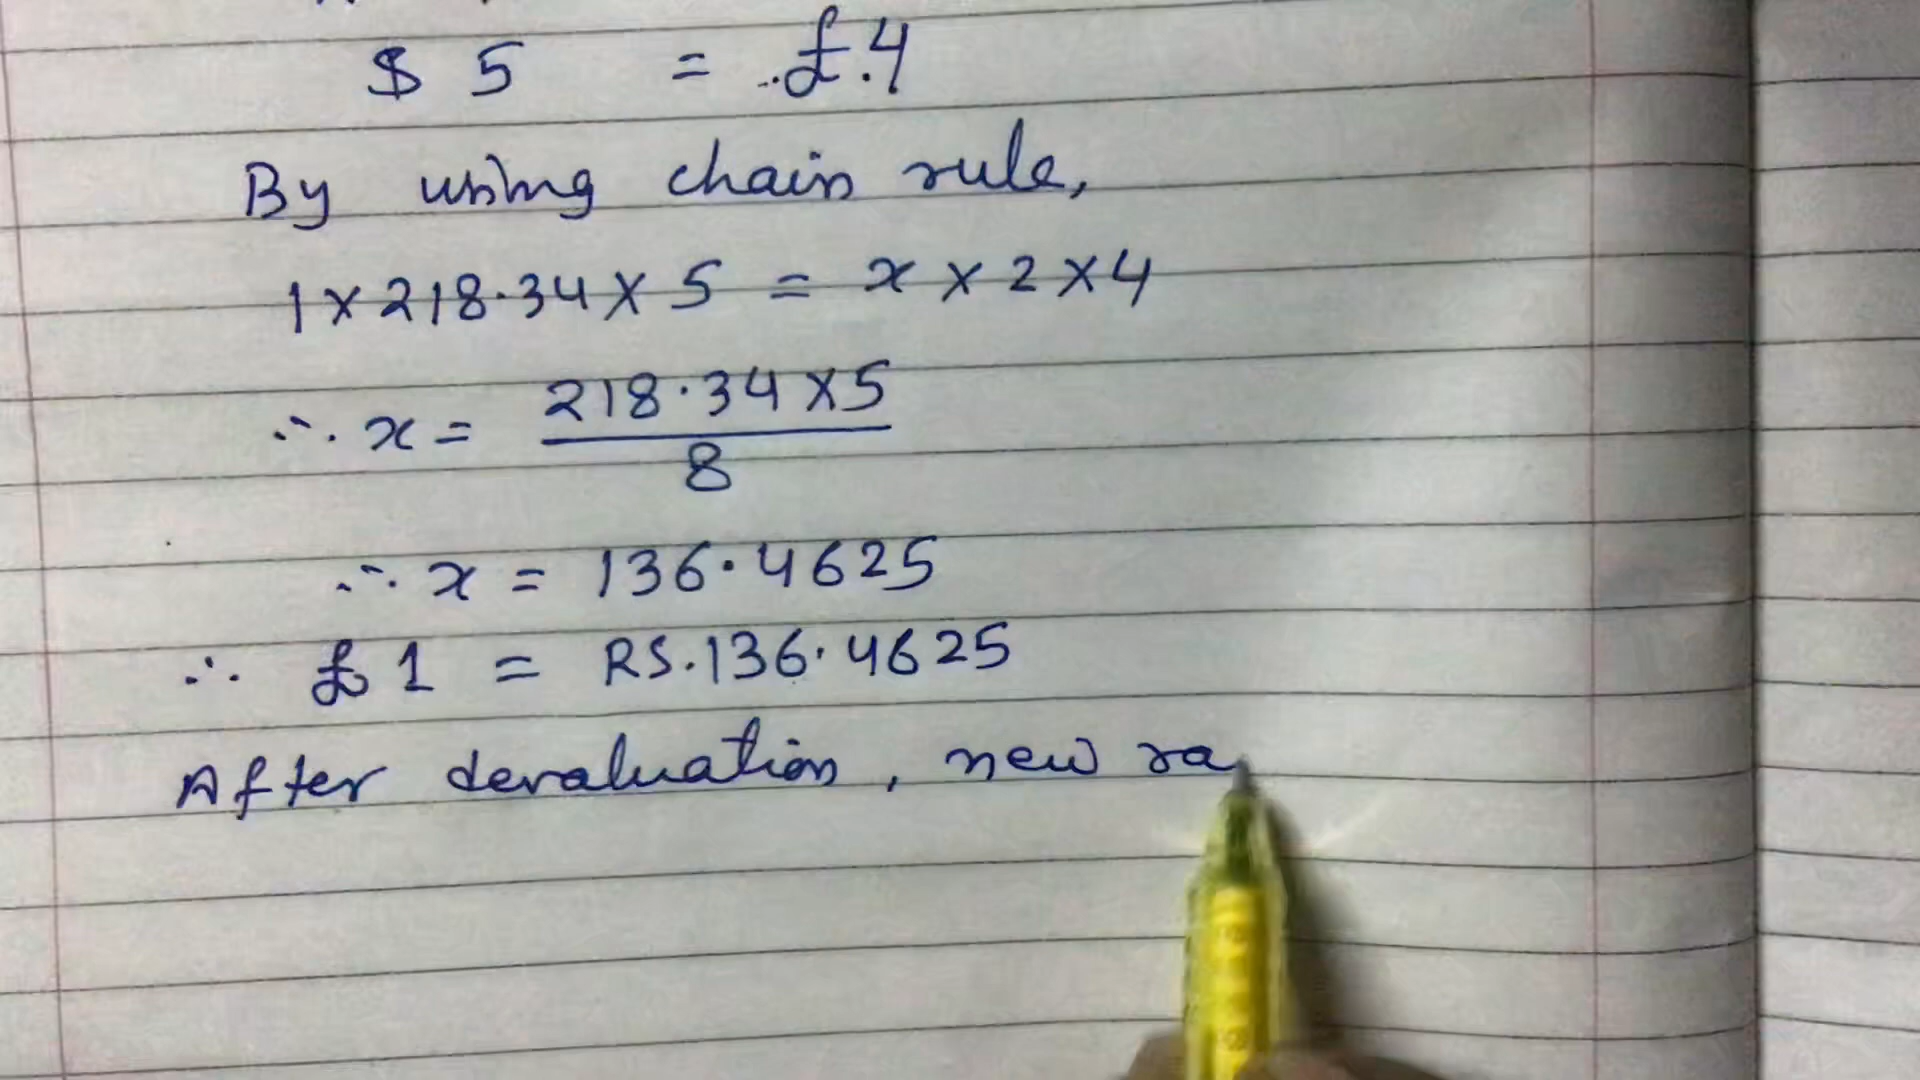 $ 5 = £.4
By using chain rule,
1 × 218.34 × 5 = x × 2 × 4
∴ x = 218.34 × 5 / 8
∴ x = 136.4625
∴ £ 1 = RS.136.4625
After devaluation, new ra